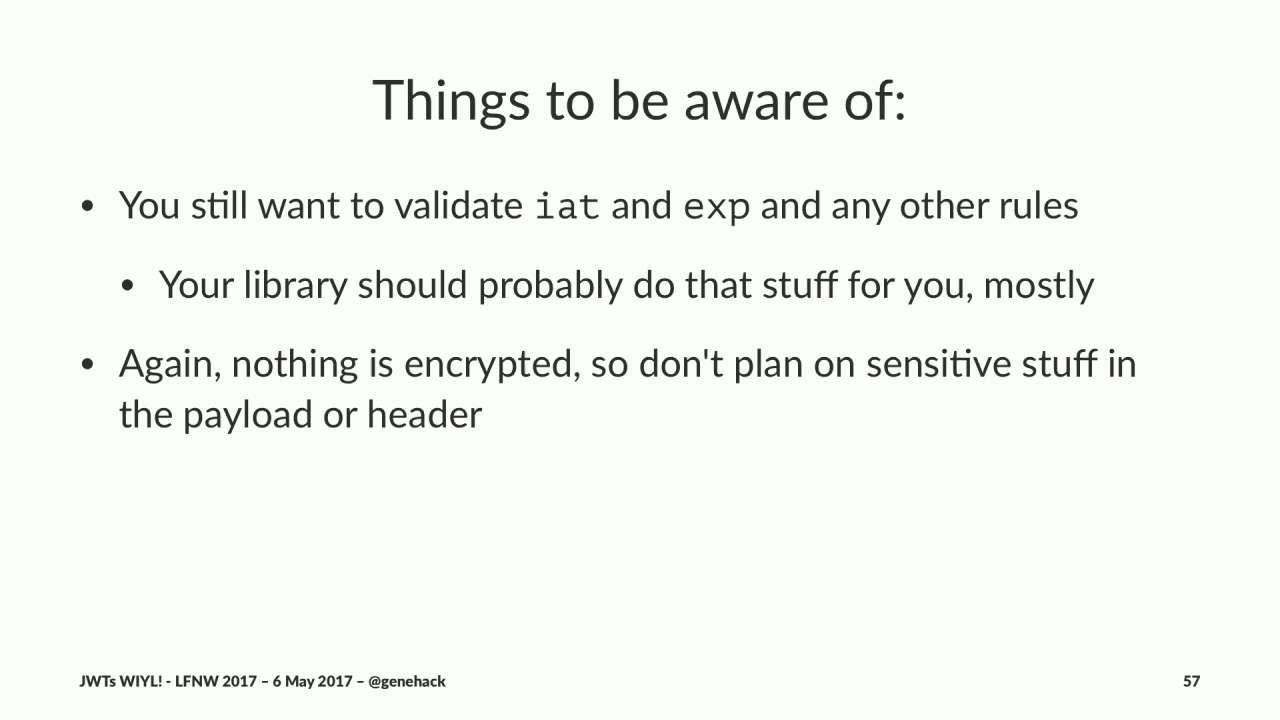 Things to be aware of:
• You still want to validate iat and exp and any other rules
• Your library should probably do that stuff for you, mostly
• Again, nothing is encrypted, so don't plan on sensitive stuff in
the payload or header
JWTs WIYL! - LFNW 2017 – 6 May 2017 – @genehack
57